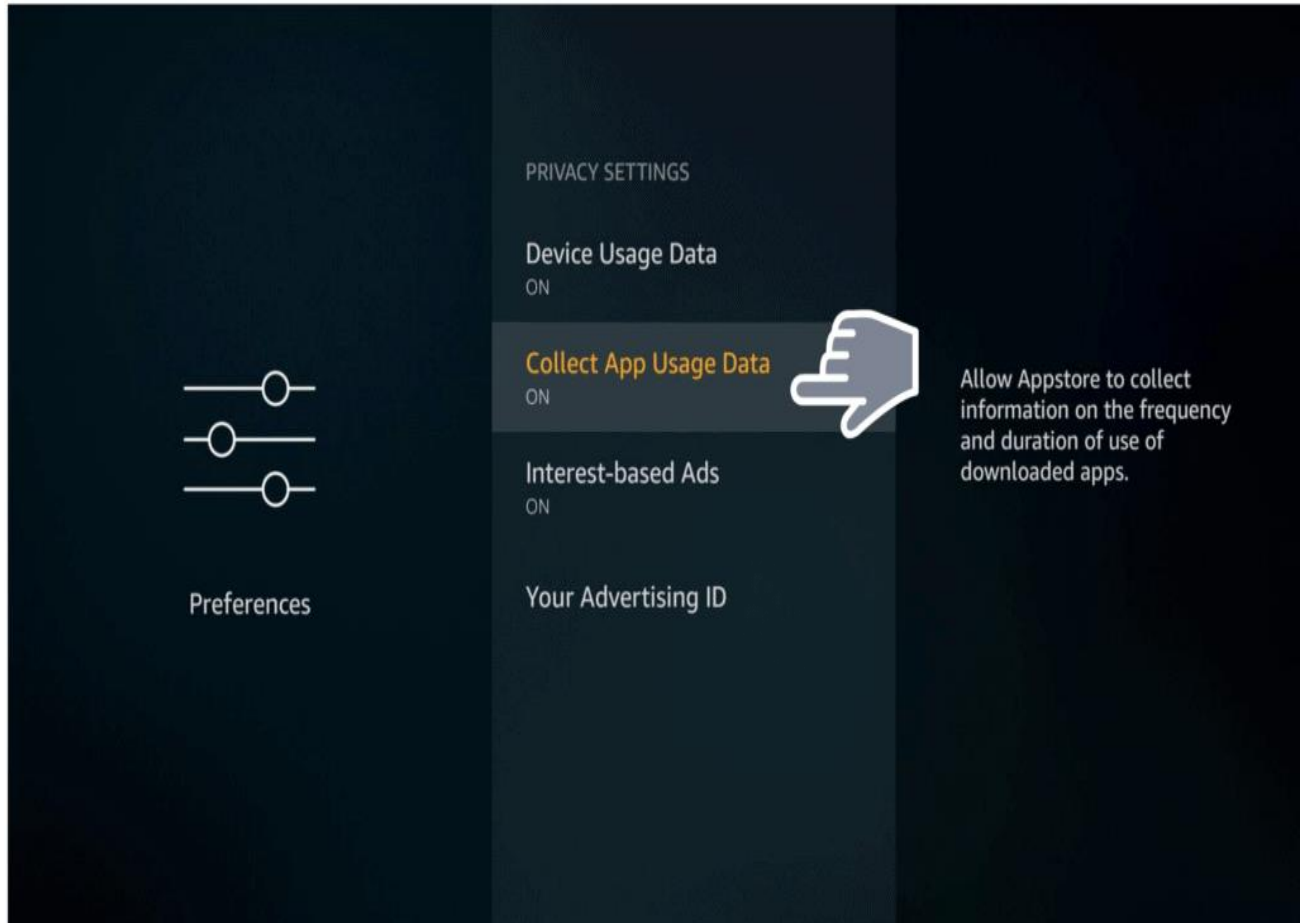 PRIVACY SETTINGS
Device Usage Data
ON
Collect App Usage Data
ON
Interest-based Ads
ON
Your Advertising ID
Preferences
Allow Appstore to collect
information on the frequency
and duration of use of
downloaded apps.